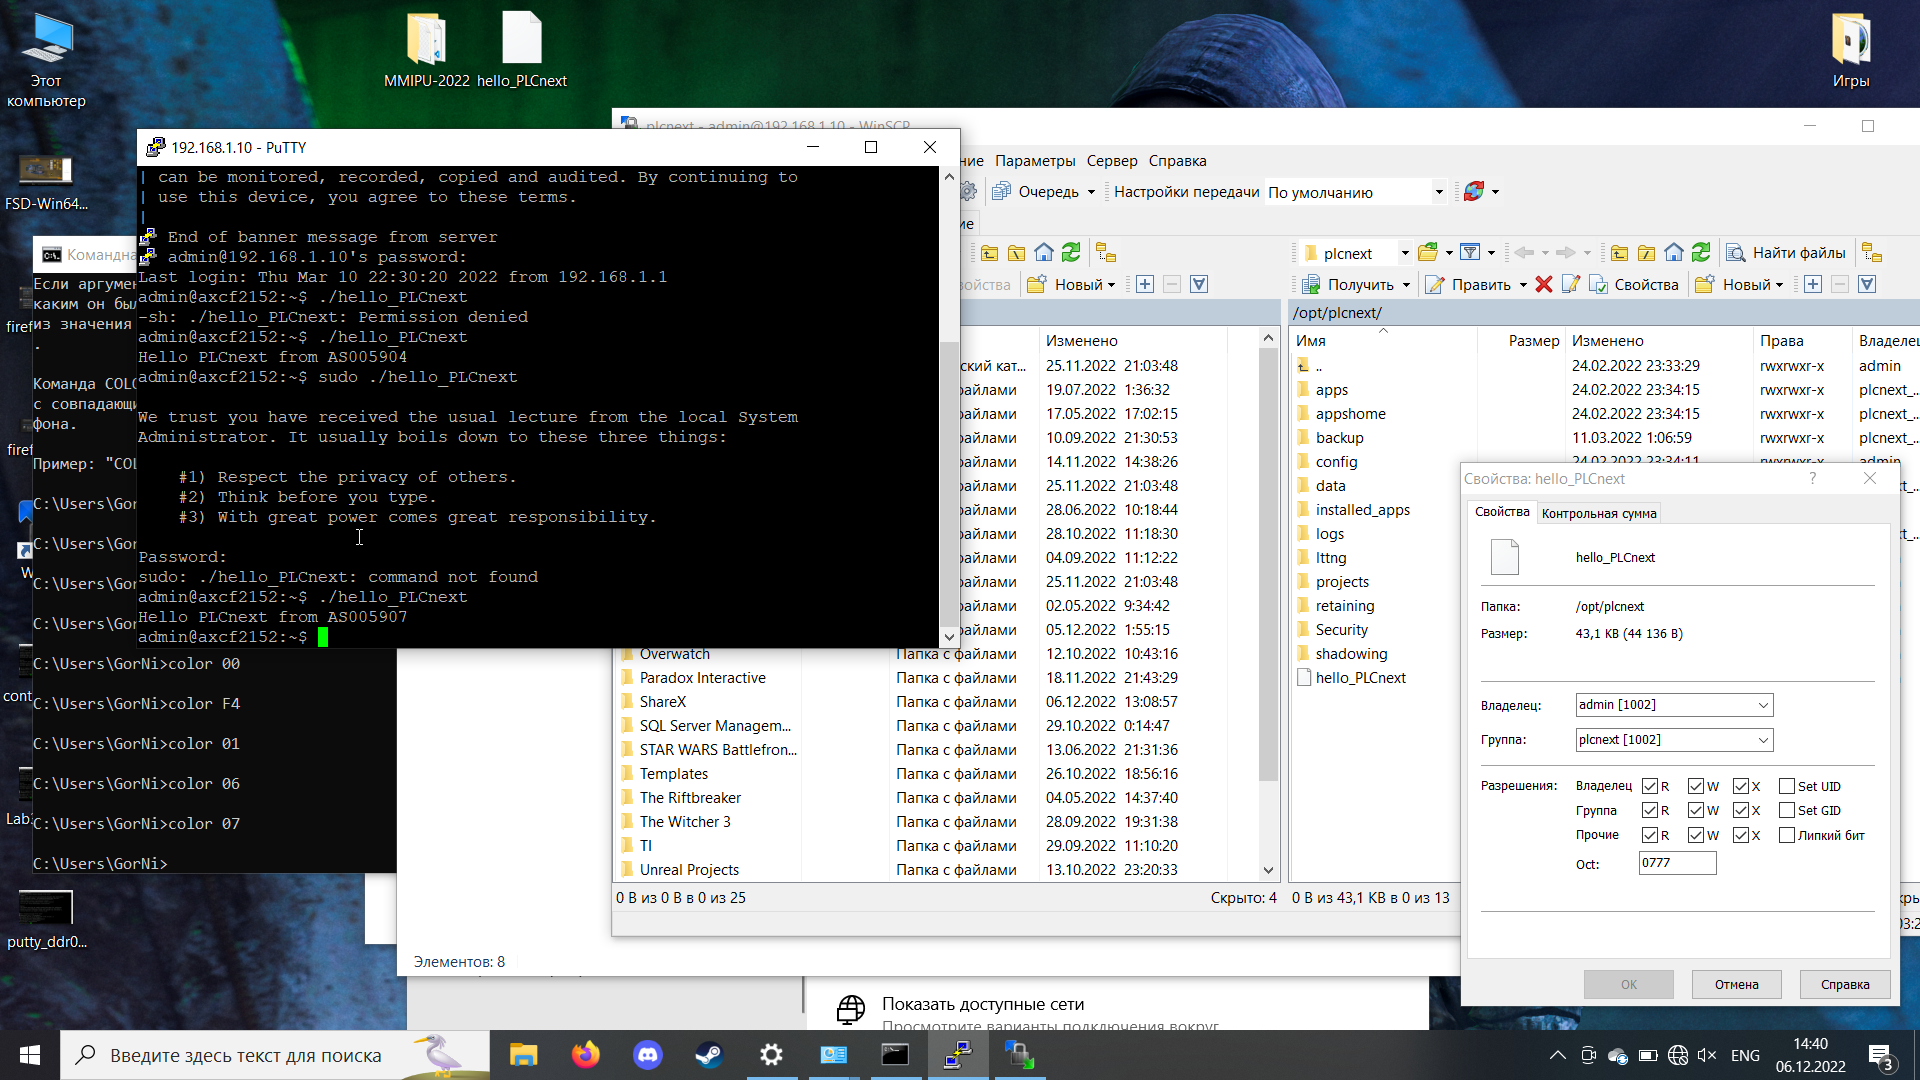 Этот
компьютер
MMIPU-2022
hello_PLCnext
Игры
FSD-Win64...
putty_ddr0...
192.168.1.10 - PuTTY
| can be monitored, recorded, copied and audited. By continuing to
| use this device, you agree to these terms.
|
End of banner message from server
admin@192.168.1.10's password:
Last login: Thu Mar 10 22:30:20 2022 from 192.168.1.1
admin@axcf2152:~$ ./hello_PLCnext
-sh: ./hello_PLCnext: Permission denied
admin@axcf2152:~$ ./hello_PLCnext
Hello PLCnext from AS005904
admin@axcf2152:~$ sudo ./hello_PLCnext
We trust you have received the usual lecture from the local System
Administrator. It usually boils down to these three things:
#1) Respect the privacy of others.
#2) Think before you type.
#3) With great power comes great responsibility.
Password:
sudo: ./hello_PLCnext: command not found
admin@axcf2152:~$ ./hello_PLCnext
Hello PLCnext from AS005907
admin@axcf2152:~$
Командна
Если аргумен
каким он был
из значения
.
Команда COLO
с совпадающи
фона.
Пример: "COL
C:\Users\GorNi>color 00
C:\Users\GorNi>color F4
C:\Users\GorNi>color 01
C:\Users\GorNi>color 06
C:\Users\GorNi>color 07
C:\Users\GorNi>
plcnext - admin@192.168.1.10 - WinSCP
ние Параметры Сервер Справка
Очередь Настройки передачи По умолчанию
plcnext Найти файлы
Новый Получить Править Свойства Новый
/opt/plcnext/
Изменено
ский кат... 25.11.2022 21:03:48
айлами 19.07.2022 1:36:32
айлами 17.05.2022 17:02:15
айлами 10.09.2022 21:30:53
айлами 14.11.2022 14:38:26
айлами 25.11.2022 21:03:48
айлами 28.06.2022 10:18:44
айлами 28.10.2022 11:18:30
айлами 04.09.2022 11:12:22
айлами 25.11.2022 21:03:48
айлами 02.05.2022 9:34:42
айлами 05.12.2022 1:55:15
Overwatch Папка с файлами 12.10.2022 10:43:16
Paradox Interactive Папка с файлами 18.11.2022 21:43:29
ShareX Папка с файлами 06.12.2022 13:08:57
SQL Server Managem... Папка с файлами 29.10.2022 0:14:47
STAR WARS Battlefron... Папка с файлами 13.06.2022 21:31:36
Templates Папка с файлами 26.10.2022 18:56:16
The Riftbreaker Папка с файлами 04.05.2022 14:37:40
The Witcher 3 Папка с файлами 28.09.2022 19:31:38
TI Папка с файлами 29.09.2022 11:10:20
Unreal Projects Папка с файлами 13.10.2022 23:20:33
0 B из 0 B в 0 из 25 Скрыто: 4
Имя Размер Изменено Права Владелец
.. 24.02.2022 23:33:29 rwxrwxr-x admin
apps 24.02.2022 23:34:15 rwxrwxr-x plcnext_...
appshome 24.02.2022 23:34:15 rwxrwxr-x plcnext_...
backup 11.03.2022 1:06:59 rwxrwxr-x plcnext_...
config 24.02.2022 23:34:11 rwxrwxr-x admin
data
installed_apps
logs
lttng
projects
retaining
Security
shadowing
hello_PLCnext
0 B из 43,1 KB в 0 из 13
Свойства: hello_PLCnext
Свойства Контрольная сумма
hello_PLCnext
Папка: /opt/plcnext
Размер: 43,1 KB (44 136 B)
Владелец: admin [1002]
Группа: plcnext [1002]
Разрешения: Владелец R W X Set UID
Группа R W X Set GID
Прочие R W X Липкий бит
Oct: 0777
OK Отмена Справка
Элементов: 8
Показать доступные сети
Просмотрите варианты подключения вокруг
Введите здесь текст для поиска
ENG
14:40
06.12.2022
3